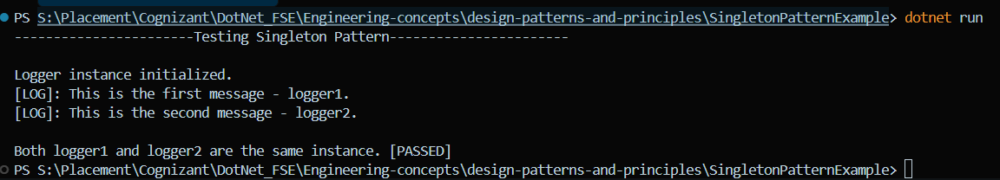 PS S:\Placement\Cognizant\DotNet_FSE\Engineering-concepts\design-patterns-and-principles\SingletonPatternExample> dotnet run
-----------------------Testing Singleton Pattern-----------------------
Logger instance initialized.
[LOG]: This is the first message - logger1.
[LOG]: This is the second message - logger2.
Both logger1 and logger2 are the same instance. [PASSED]
PS S:\Placement\Cognizant\DotNet_FSE\Engineering-concepts\design-patterns-and-principles\SingletonPatternExample>